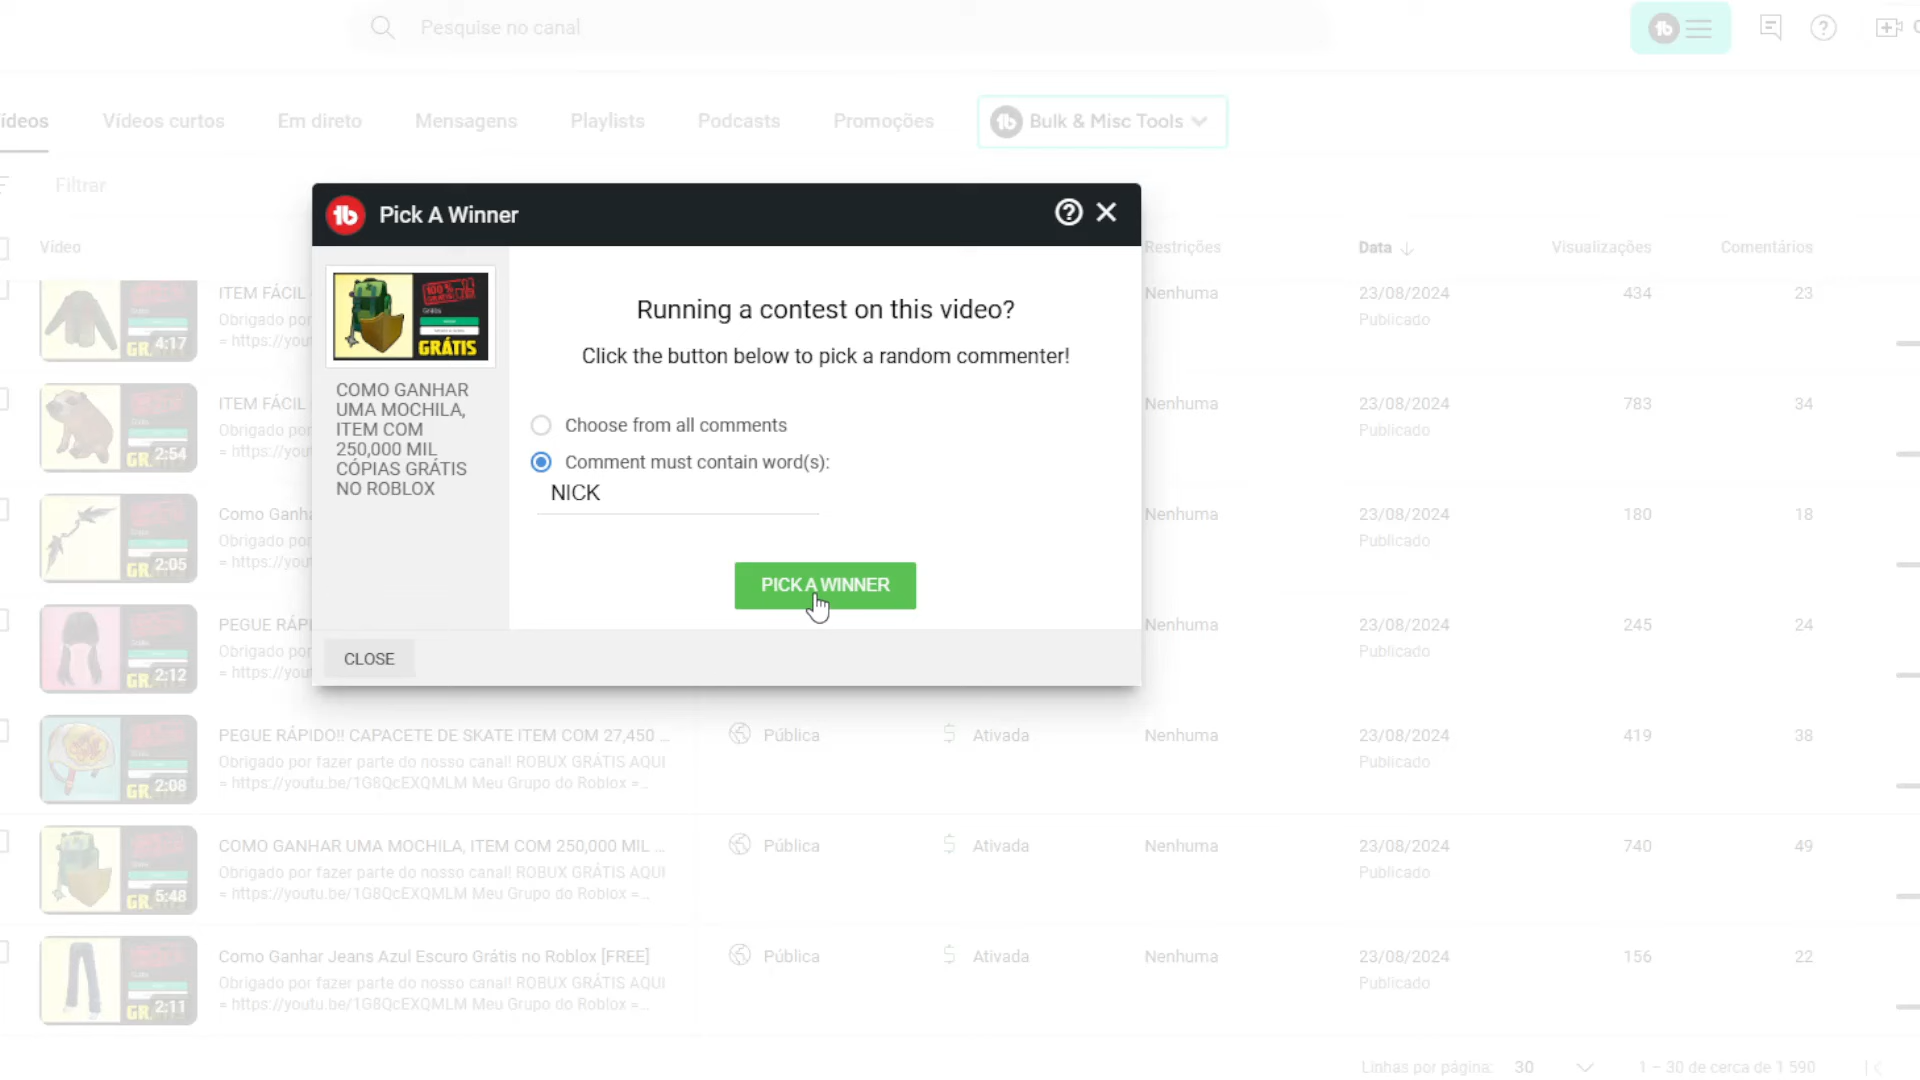 Pesquise no canal
ídeos
Vídeos curtos
Em direto
Mensagens
Playlists
Podcasts
Promoções
Bulk & Misc Tools
Filtrar
Pick A Winner
Vídeo
Restrições
Data
Visualizações
Comentários
GRÁTIS
COMO GANHAR
UMA MOCHILA,
ITEM COM
250,000 MIL
CÓPIAS GRÁTIS
NO ROBLOX
Running a contest on this video?
Click the button below to pick a random commenter!
Choose from all comments
Comment must contain word(s):
NICK
PICK A WINNER
CLOSE
4:17
ITEM FÁCIL
Obrigado por
= https://you
Nenhuma
23/08/2024
Publicado
434
23
2:54
ITEM FÁCIL
Obrigado por
= https://you
Nenhuma
23/08/2024
Publicado
783
34
2:05
Como Ganha
Obrigado por
= https://you
Nenhuma
23/08/2024
Publicado
180
18
2:12
PEGUE RÁPI
Obrigado por
= https://you
Nenhuma
23/08/2024
Publicado
245
24
2:08
PEGUE RÁPIDO!! CAPACETE DE SKATE ITEM COM 27,450 ...
Obrigado por fazer parte do nosso canal! ROBUX GRÁTIS AQUI
= https://youtu.be/1G8QcEXQMLM Meu Grupo do Roblox =...
Pública
Ativada
Nenhuma
23/08/2024
Publicado
419
38
5:48
COMO GANHAR UMA MOCHILA, ITEM COM 250,000 MIL ...
Obrigado por fazer parte do nosso canal! ROBUX GRÁTIS AQUI
= https://youtu.be/1G8QcEXQMLM Meu Grupo do Roblox =...
Pública
Ativada
Nenhuma
23/08/2024
Publicado
740
49
2:11
Como Ganhar Jeans Azul Escuro Grátis no Roblox [FREE]
Obrigado por fazer parte do nosso canal! ROBUX GRÁTIS AQUI
= https://youtu.be/1G8QcEXQMLM Meu Grupo do Roblox =...
Pública
Ativada
Nenhuma
23/08/2024
Publicado
156
22
Linhas por página: 30
1 – 30 de cerca de 1 590